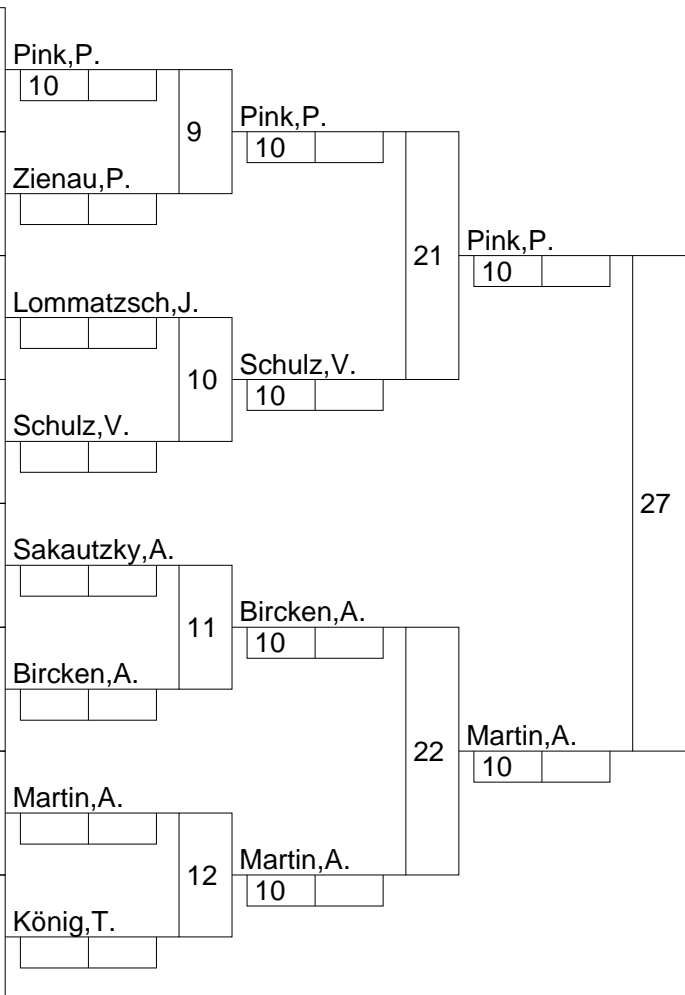 Pink,P.
10
9
Pink,P.
10
Zienau,P.
21
Pink,P.
10
Lommatzsch,J.
10
Schulz,V.
10
Schulz,V.
27
Sakautzky,A.
11
Bircken,A.
10
Bircken,A.
22
Martin,A.
10
Martin,A.
12
Martin,A.
10
König,T.